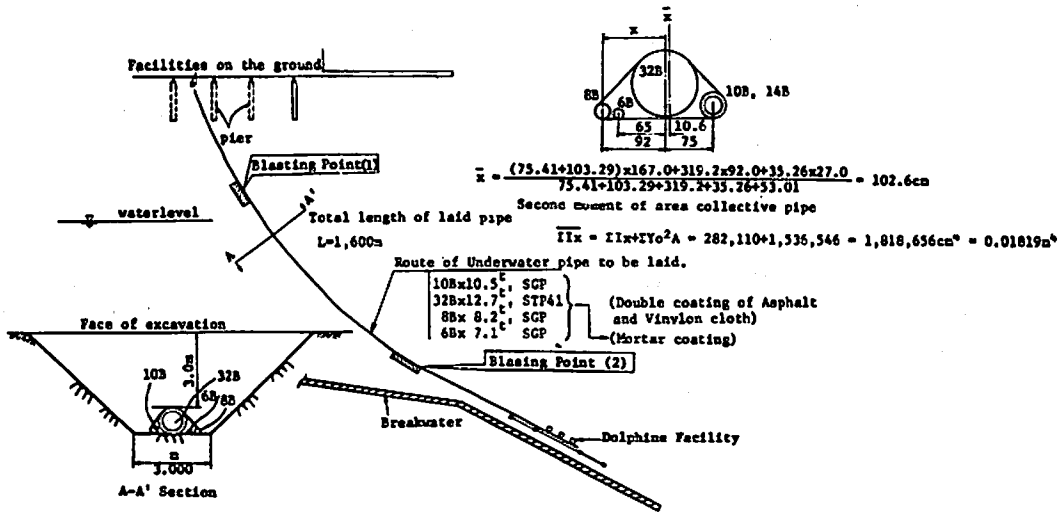 Facilities on the ground
pier
Blasting Point(1)
waterlevel
A
A'
Total length of laid pipe
L=1,600m
x
x̄
32B
8B
6B
10B, 14B
65
10.6
92
75
x̄ = (75.41+103.29)x167.0+319.2x92.0+35.26x27.0 / 75.41+103.29+319.2+35.26+53.01 = 102.6cm
Second moment of area collective pipe
ΣIx = ΣIx+ΣYo²A = 282,110+1,536,546 = 1,818,656cm⁴ = 0.01819m⁴
Route of Underwater pipe to be laid.
10Bx10.5ᵗ, SGP
32Bx12.7ᵗ, STP41
8Bx 8.2ᵗ, SGP
6Bx 7.1ᵗ SGP
(Double coating of Asphalt
and Vinylon cloth)
(Mortar coating)
Blasing Point (2)
Breakwater
Dolphine Facility
Face of excavation
3.0m
10B
32B
6B
8B
m
3.000
A-A' Section